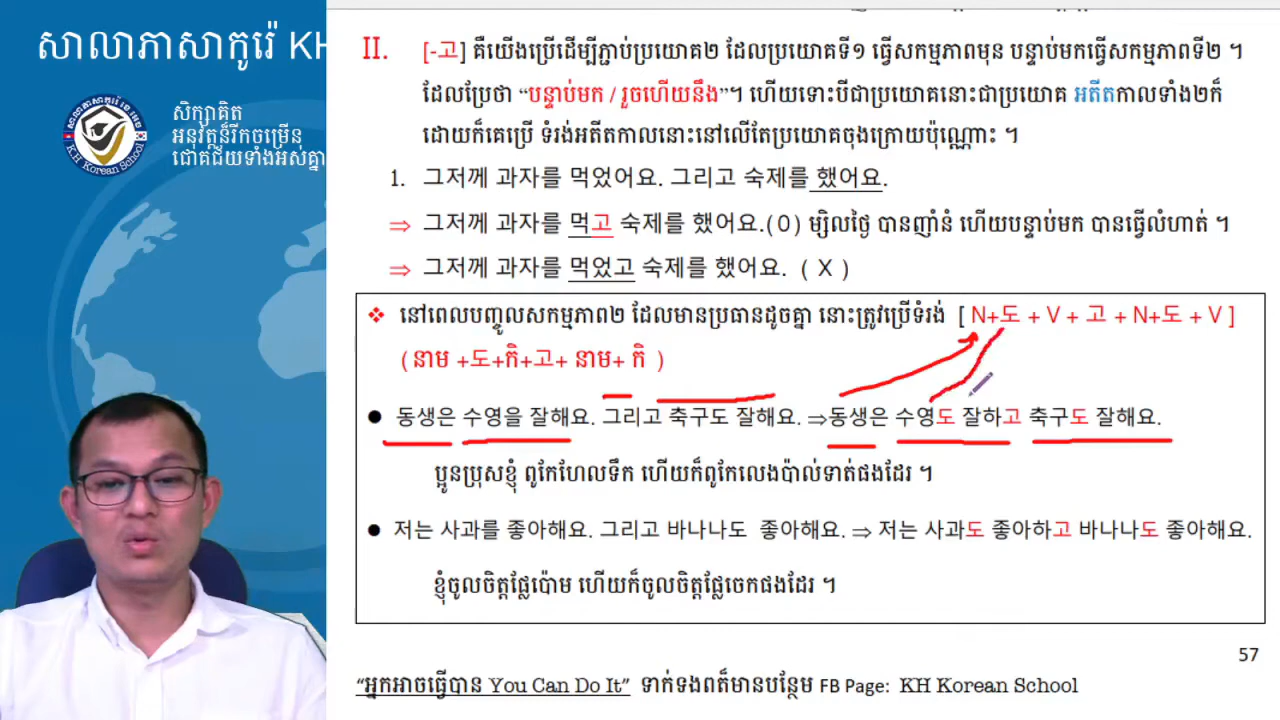 សាលាភាសាកូរ៉េ KH
សិក្សាគិត
អនុវត្តន៍រីកចម្រើន
ជោគជ័យទាំងអស់គ្នា
K.H Korean School
II. [-고] គឺយើងប្រើដើម្បីភ្ជាប់ប្រយោគ២ ដែលប្រយោគទី១ ធ្វើសកម្មភាពមុន បន្ទាប់មកធ្វើសកម្មភាពទី២ ។
ដែលប្រែថា “បន្ទាប់មក / រួចហើយនឹង”។ ហើយទោះបីជាប្រយោគនោះជាប្រយោគ អតីតកាលទាំង២ក៏
ដោយក៏គេប្រើ ទំរង់អតីតកាលនោះនៅលើតែប្រយោគចុងក្រោយប៉ុណ្ណោះ ។
1. 그저께 과자를 먹었어요. 그리고 숙제를 했어요.
⇒ 그저께 과자를 먹고 숙제를 했어요.(O) ម្សិលថ្ងៃ បានញ៉ាំនំ ហើយបន្ទាប់មក បានធ្វើលំហាត់ ។
⇒ 그저께 과자를 먹었고 숙제를 했어요. ( X )
❖ នៅពេលបញ្ចូលសកម្មភាព២ ដែលមានប្រធានដូចគ្នា នោះត្រូវប្រើទំរង់ [ N+도 + V + 고 + N+도 + V ]
( នាម +도+កិ+고+ នាម+ កិ )
● 동생은 수영을 잘해요. 그리고 축구도 잘해요. ⇒동생은 수영도 잘하고 축구도 잘해요.
ប្អូនប្រុសខ្ញុំ ពូកែហែលទឹក ហើយក៏ពូកែលេងបាល់ទាត់ផងដែរ ។
● 저는 사과를 좋아해요. 그리고 바나나도 좋아해요. ⇒ 저는 사과도 좋아하고 바나나도 좋아해요.
ខ្ញុំចូលចិត្តផ្លែប៉ោម ហើយក៏ចូលចិត្តផ្លែចេកផងដែរ ។
57
“អ្នកអាចធ្វើបាន You Can Do It” ទាក់ទងពត៌មានបន្ថែម FB Page: KH Korean School